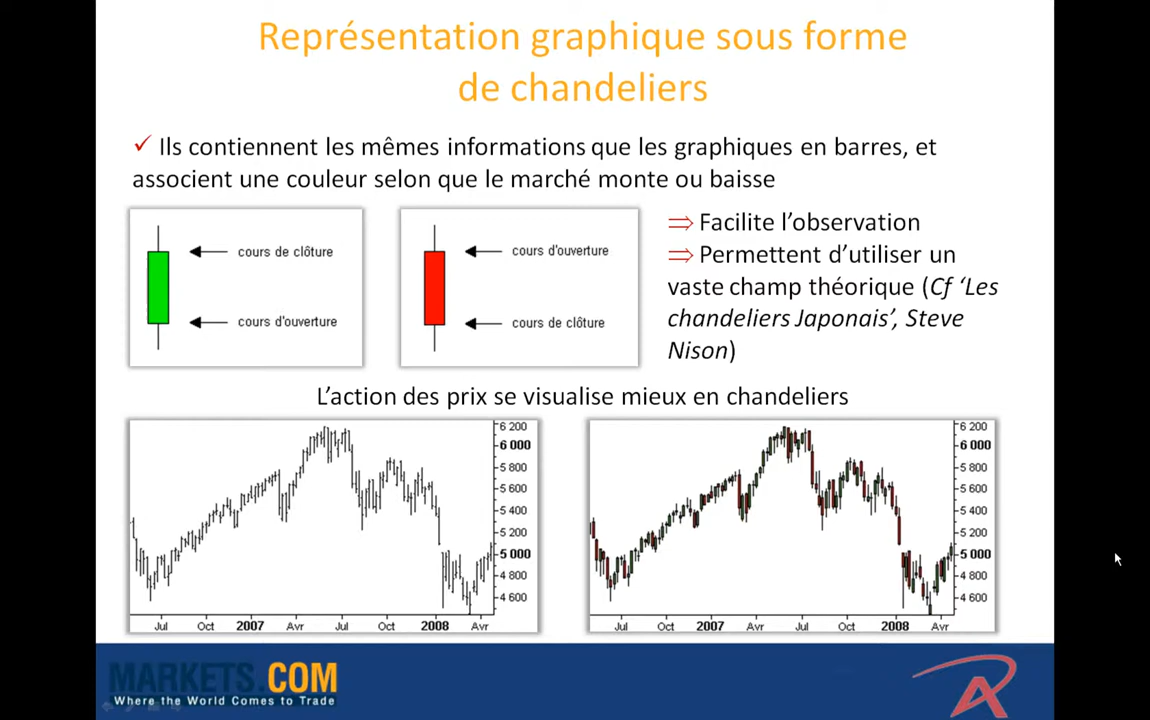 Représentation graphique sous forme
de chandeliers
✓ Ils contiennent les mêmes informations que les graphiques en barres, et
associent une couleur selon que le marché monte ou baisse
cours de clôture
cours d'ouverture
cours d'ouverture
cours de clôture
⇒ Facilite l'observation
⇒ Permettent d'utiliser un
vaste champ théorique (Cf 'Les
chandeliers Japonais', Steve
Nison)
L'action des prix se visualise mieux en chandeliers
6 200
6 000
5 800
5 600
5 400
5 200
5 000
4 800
4 600
Jul Oct 2007 Avr Jul Oct 2008 Avr
6 200
6 000
5 800
5 600
5 400
5 200
5 000
4 800
4 600
Jul Oct 2007 Avr Jul Oct 2008 Avr
MARKETS.COM
Where the World Comes to Trade
A